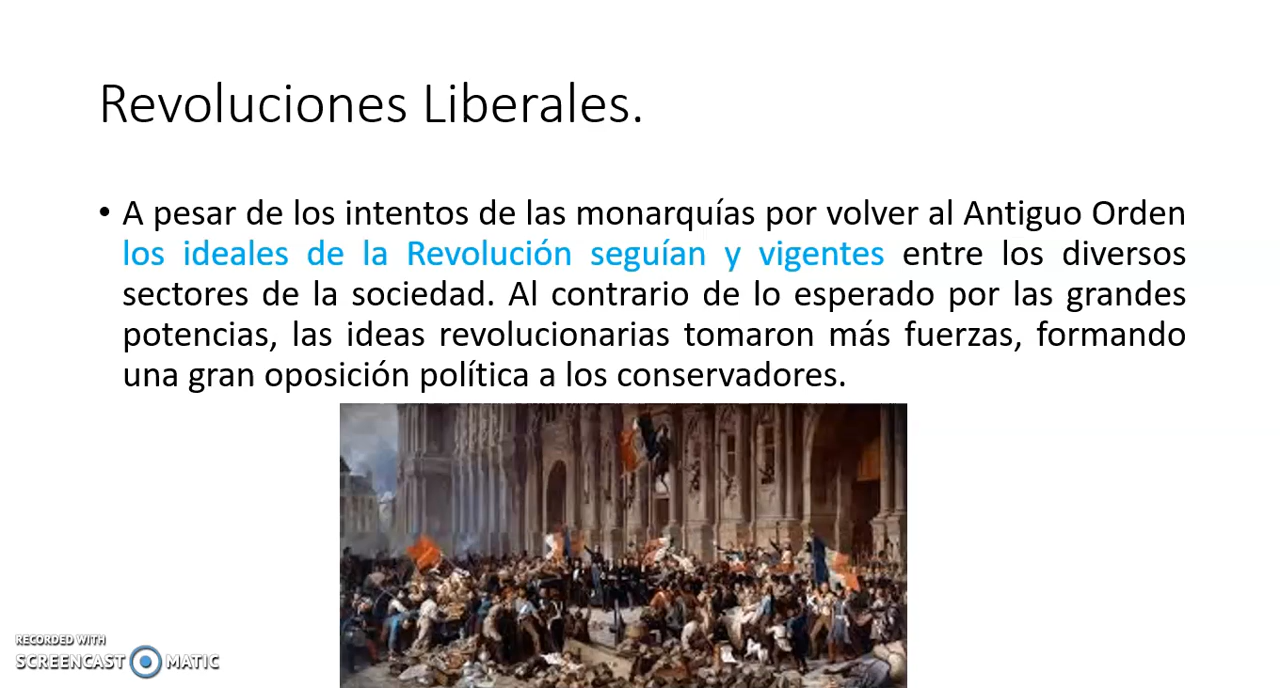 Revoluciones Liberales.
• A pesar de los intentos de las monarquías por volver al Antiguo Orden
los ideales de la Revolución seguían y vigentes entre los diversos
sectores de la sociedad. Al contrario de lo esperado por las grandes
potencias, las ideas revolucionarias tomaron más fuerzas, formando
una gran oposición política a los conservadores.
RECORDED WITH
SCREENCAST MATIC